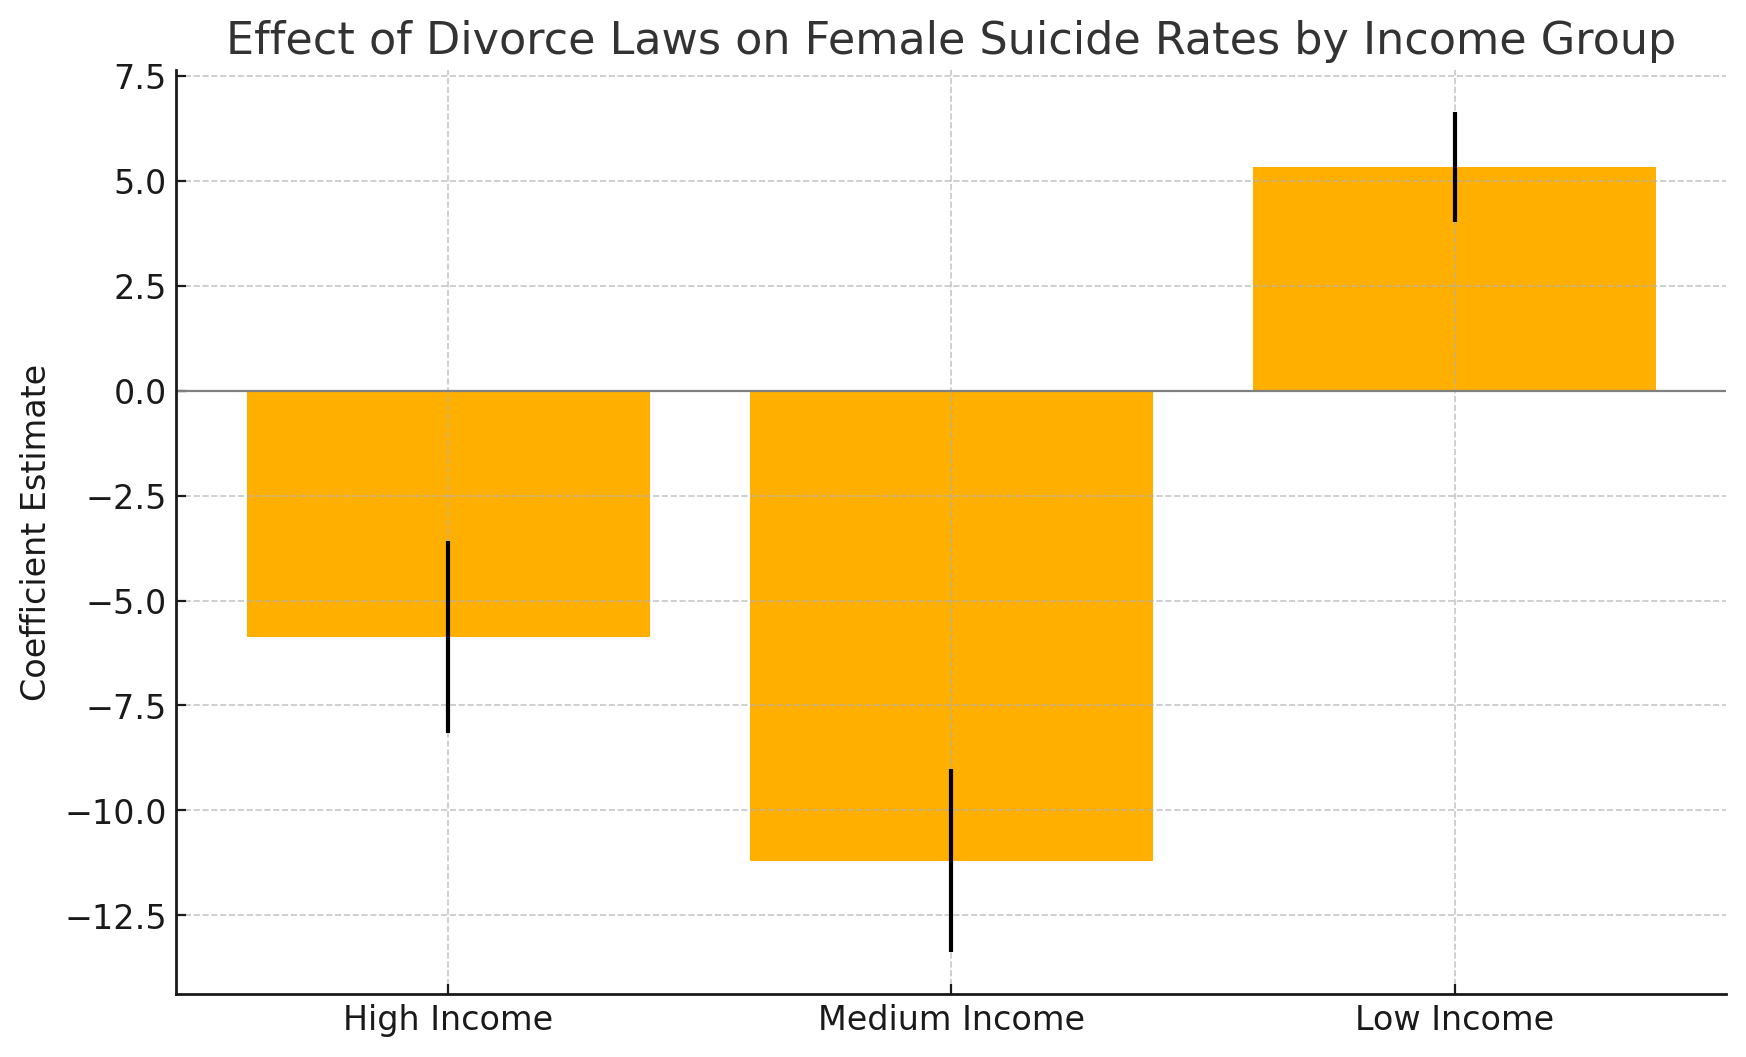 Effect of Divorce Laws on Female Suicide Rates by Income Group
Coefficient Estimate
7.5
5.0
2.5
0.0
−2.5
−5.0
−7.5
−10.0
−12.5
High Income
Medium Income
Low Income